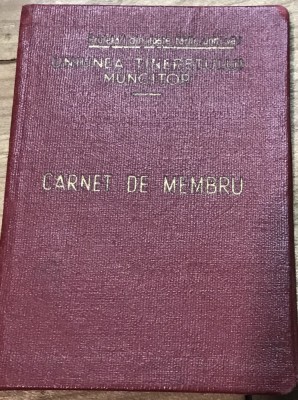 UNIUNEA TINERETULUI
MUNCITOR
CARNET DE MEMBRU